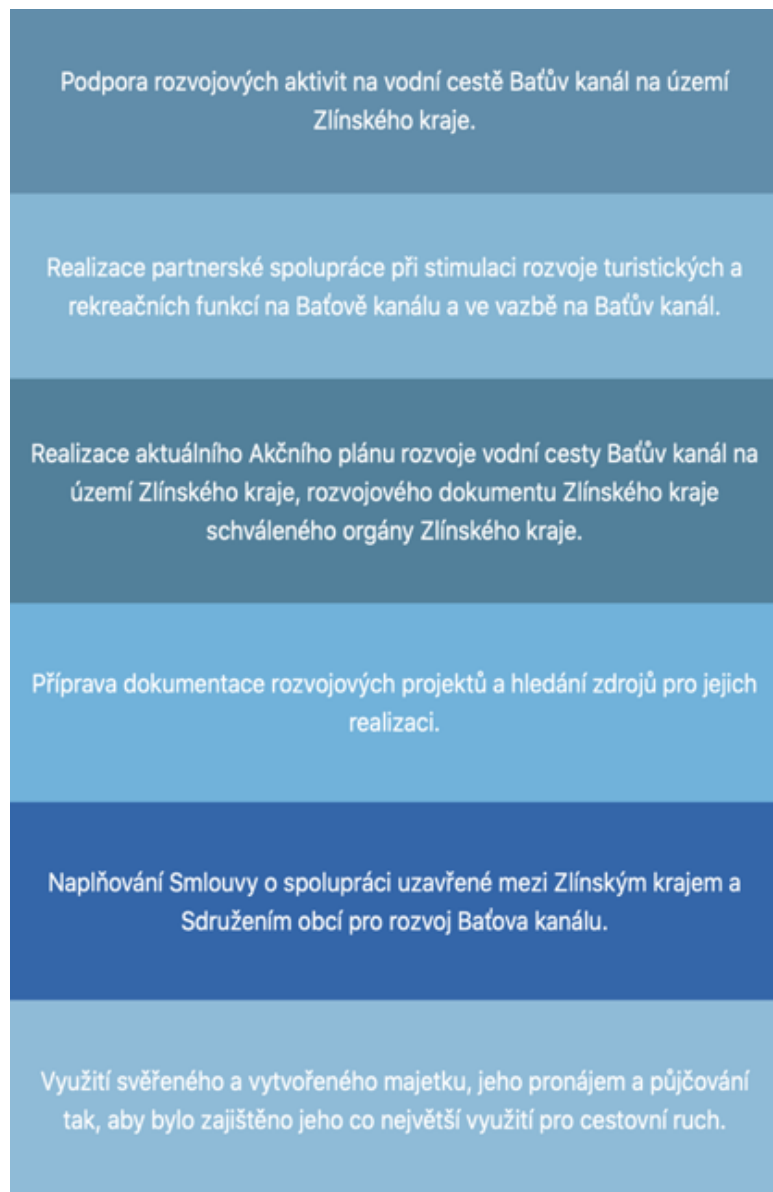 Podpora rozvojových aktivit na vodní cestě Baťův kanál na území
Zlínského kraje.
Realizace partnerské spolupráce při stimulaci rozvoje turistických a
rekreačních funkcí na Baťově kanálu a ve vazbě na Baťův kanál.
Realizace aktuálního Akčního plánu rozvoje vodní cesty Baťův kanál na
území Zlínského kraje, rozvojového dokumentu Zlínského kraje
schváleného orgány Zlínského kraje.
Příprava dokumentace rozvojových projektů a hledání zdrojů pro jejich
realizaci.
Naplňování Smlouvy o spolupráci uzavřené mezi Zlínským krajem a
Sdružením obcí pro rozvoj Baťova kanálu.
Využití svěřeného a vytvořeného majetku, jeho pronájem a půjčování
tak, aby bylo zajištěno jeho co největší využití pro cestovní ruch.